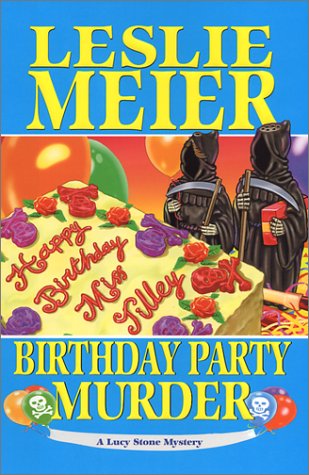 LESLIE
MEIER
Happy
Birthday
Miss
Tilley
BIRTHDAY PARTY
MURDER
A Lucy Stone Mystery